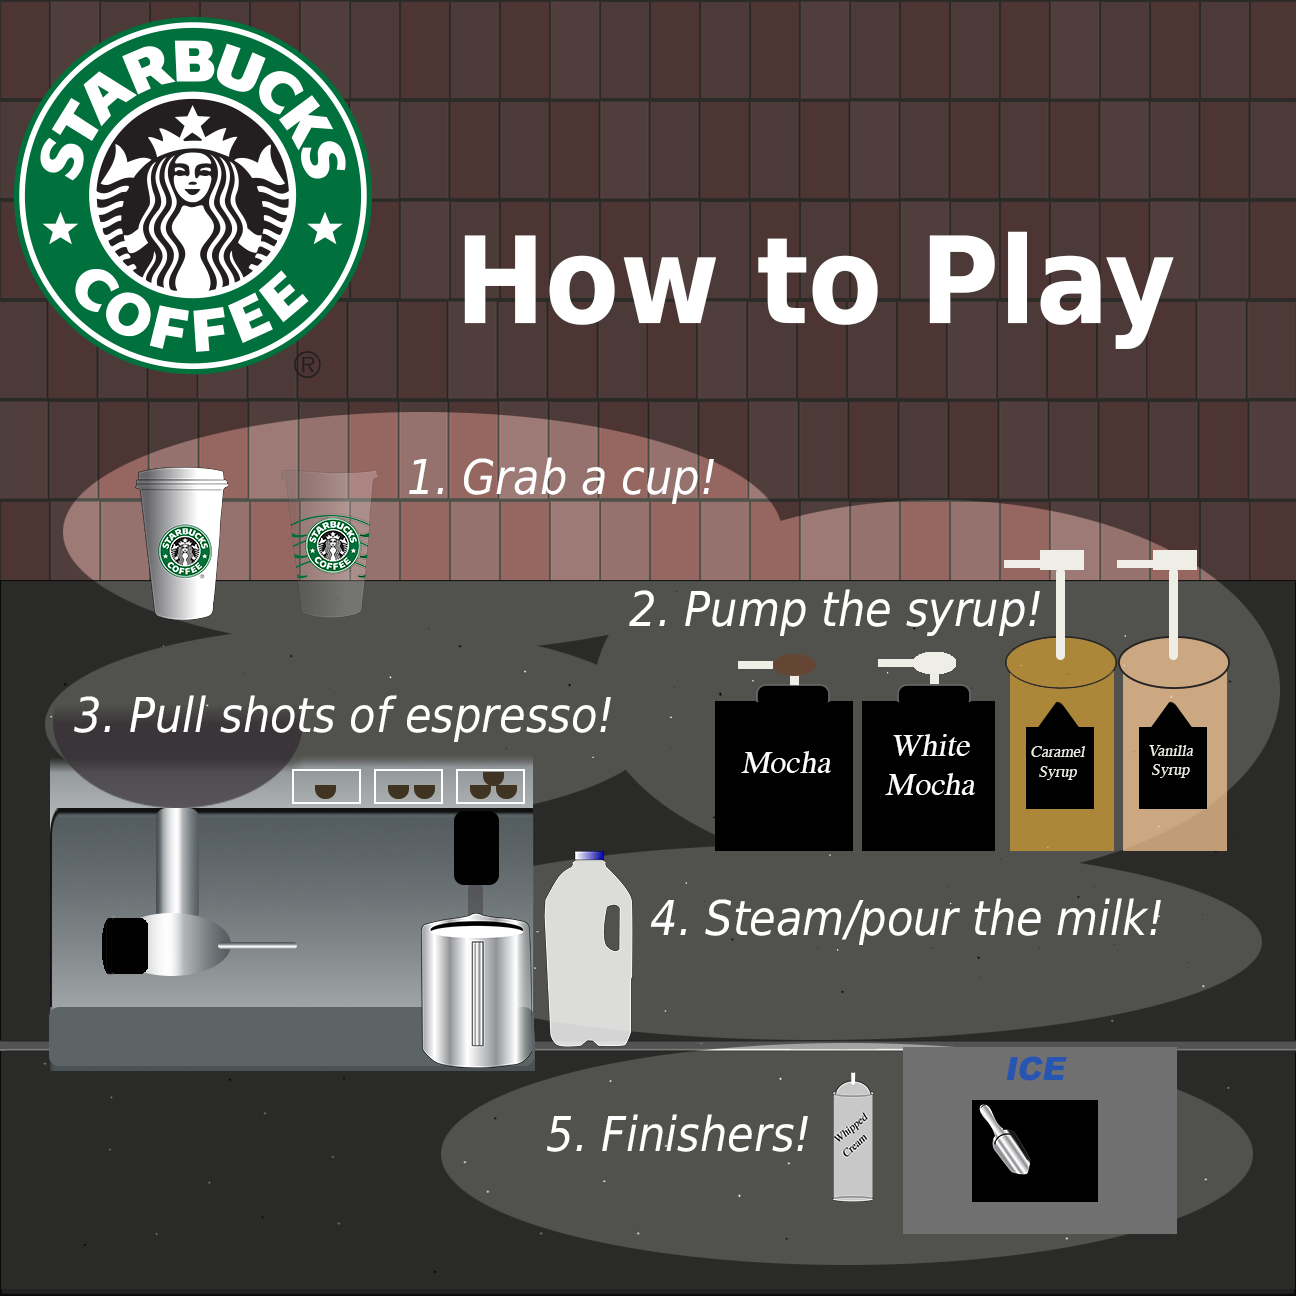 STARBUCKS
COFFEE
®
How to Play
1. Grab a cup!
STARBUCKS
COFFEE
STARBUCKS
COFFEE
2. Pump the syrup!
3. Pull shots of espresso!
Mocha
White
Mocha
Caramel
Syrup
Vanilla
Syrup
4. Steam/pour the milk!
ICE
5. Finishers!
Whipped
Cream